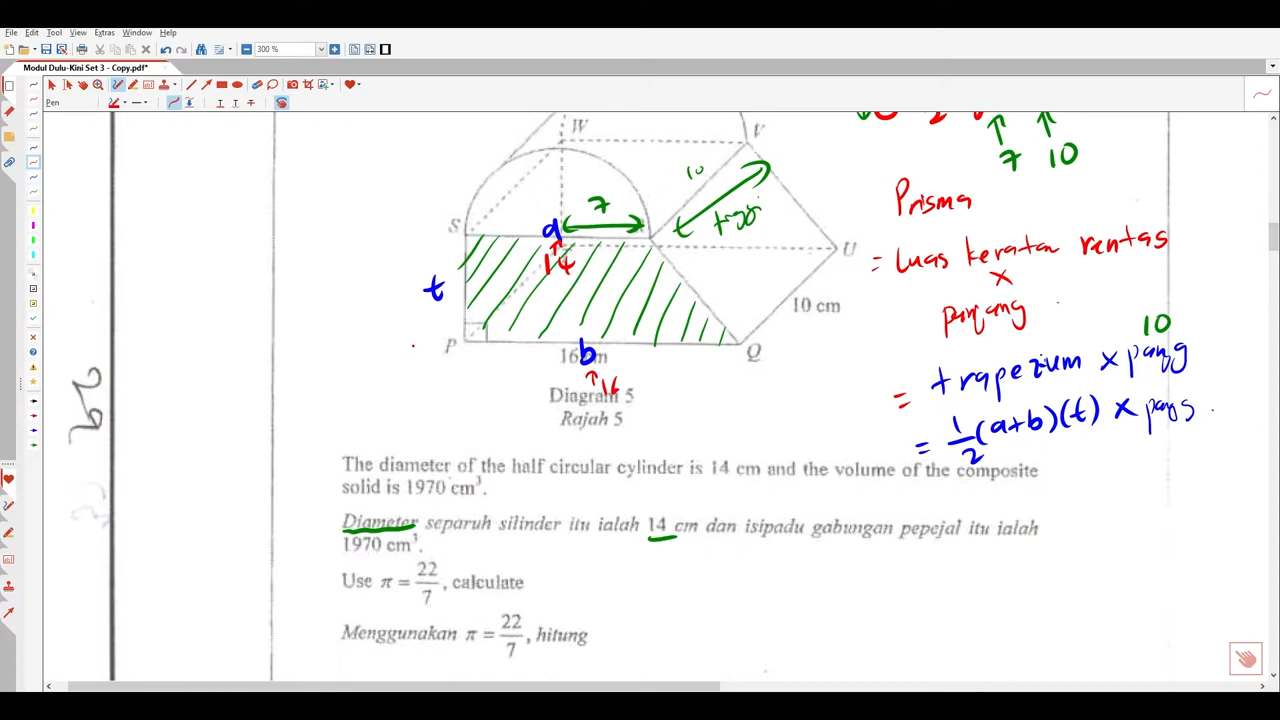 File Edit Tool View Extras Window Help
300 %
Modul Dulu-Kini Set 3 - Copy.pdf*
Pen
W
V
7
10
10
7
Prisma
S
a
14
= Luas keratan rentas
×
panjang
U
t
10 cm
10
P
16 cm
b
Q
↑16
= trapezium ×
= 1/2 (a+b)(t) ×
Diagram 5
Rajah 5
The diameter of the half circular cylinder is 14 cm and the volume of the composite
solid is 1970 cm³.
Diameter separuh silinder itu ialah 14 cm dan isipadu gabungan pepejal itu ialah
1970 cm³.
Use π = 22/7, calculate
Menggunakan π = 22/7, hitung